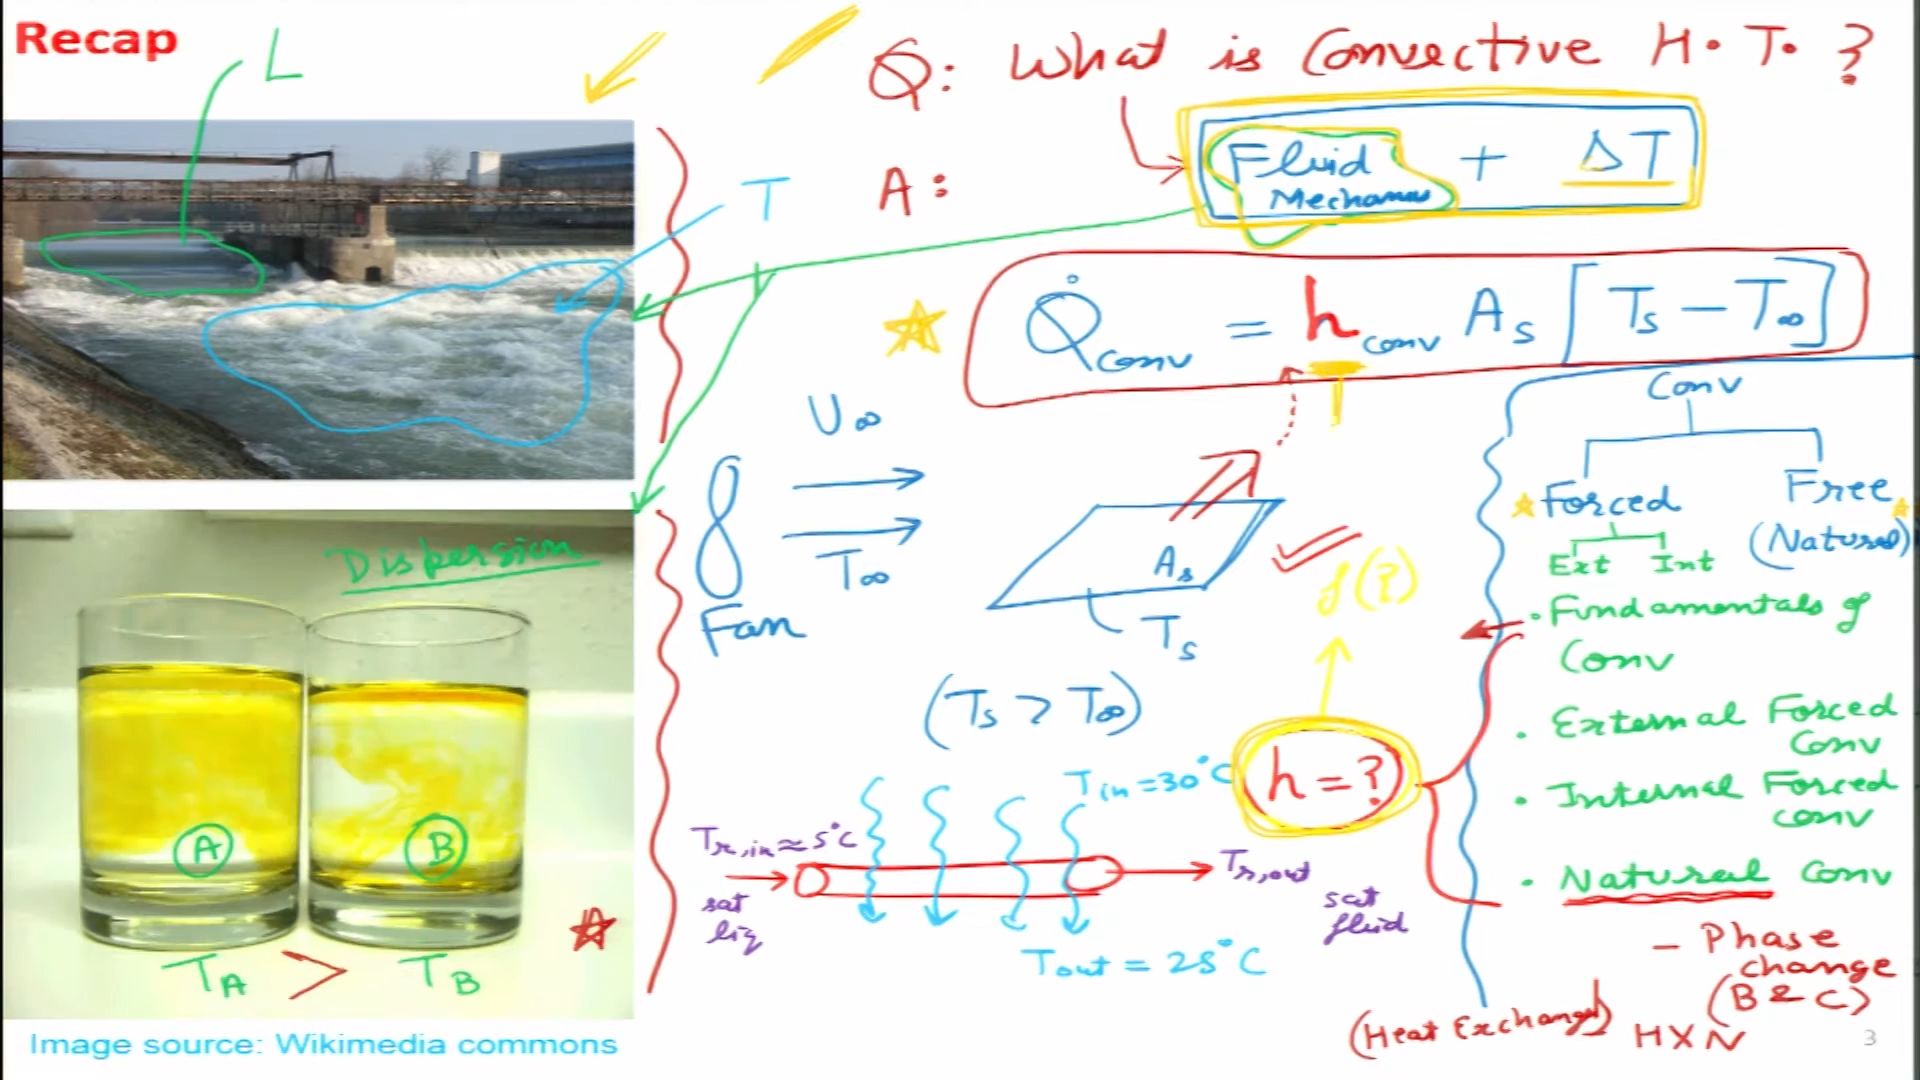 Recap
L
T
Dispersion
A
B
TA > TB
Image source: Wikimedia commons
Q: What is Convective H.T. ?
A:
Fluid + ΔT
Mechanics
Q̇conv = hconv As [Ts - T∞]
U∞
T∞
Fan
As
Ts
(Ts > T∞)
f(?)
h = ?
Tin = 30°C
Tr,in ≈ 5°C
sat
liq
Tr,out
sat
fluid
Tout = 25°C
Conv
Forced
Free
(Natural)
Ext Int
• Fundamentals of
Conv
• External Forced
Conv
• Internal Forced
Conv
• Natural Conv
- Phase
change
(B & C)
(Heat Exchanger)
HXN
3